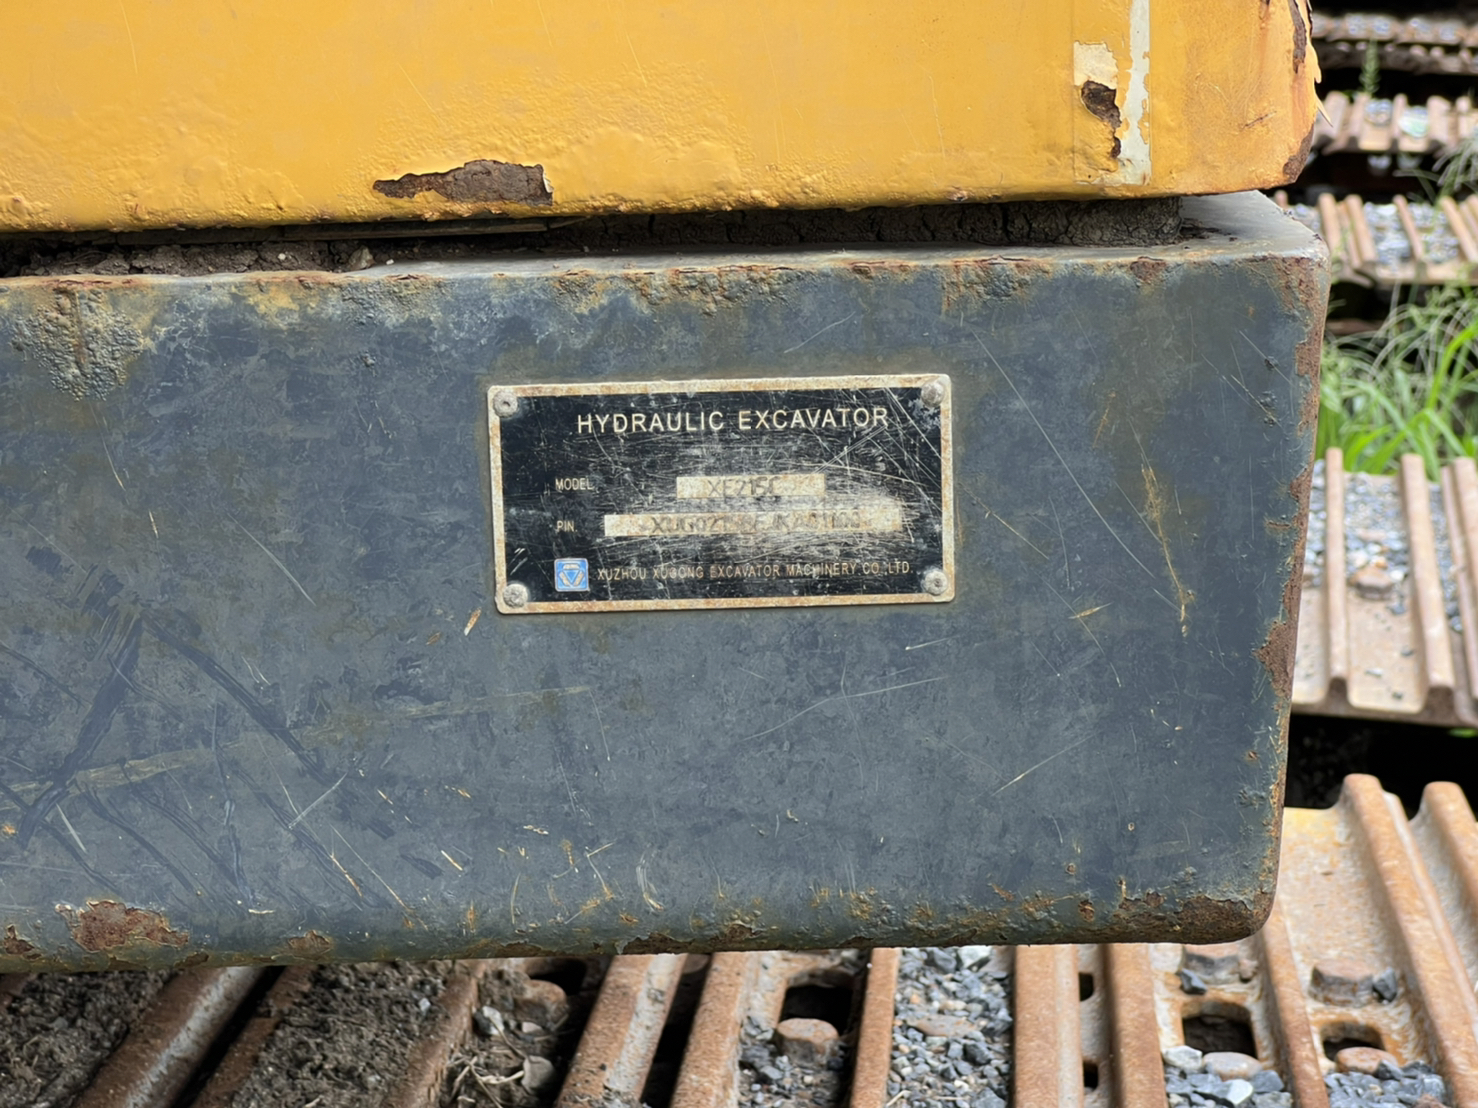 HYDRAULIC EXCAVATOR
MODEL XE215C
PIN
XUZHOU XUGONG EXCAVATOR MACHINERY CO.,LTD.